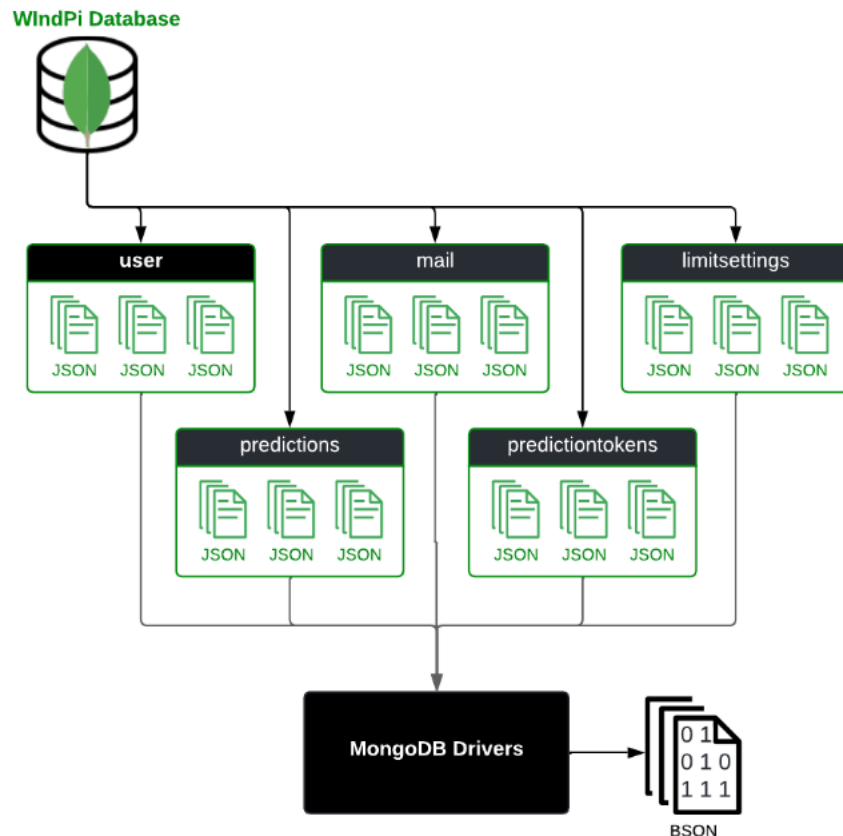 WIndPi Database
user
mail
limitsettings
JSON JSON JSON
JSON JSON JSON
JSON JSON JSON
predictions
predictiontokens
JSON JSON JSON
JSON JSON JSON
MongoDB Drivers
0 1
0 1 0
1 1 1
BSON